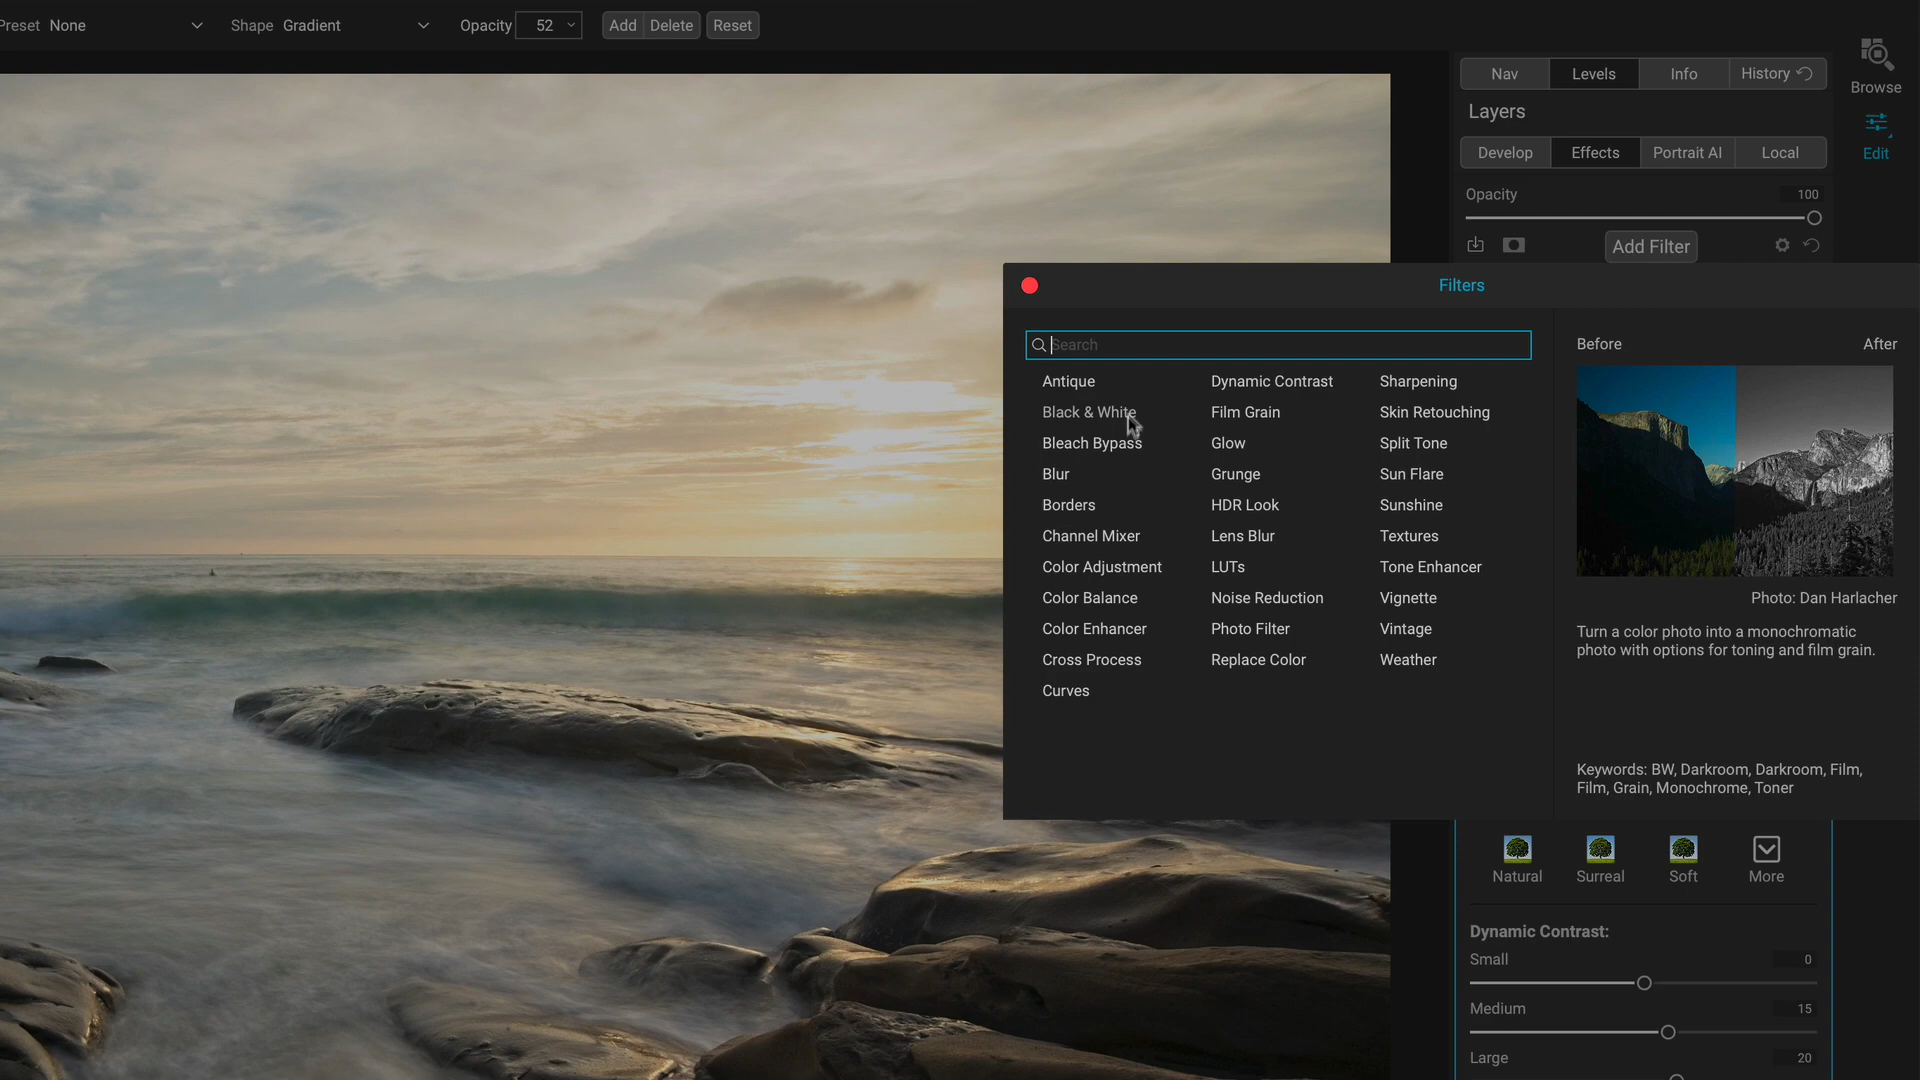 Preset None Shape Gradient Opacity 52 Add Delete Reset
Nav Levels Info History
Browse
Layers
Edit
Develop Effects Portrait AI Local
Opacity 100
Add Filter
Filters
Search
Before After
Antique Dynamic Contrast Sharpening
Black & White Film Grain Skin Retouching
Bleach Bypass Glow Split Tone
Blur Grunge Sun Flare
Borders HDR Look Sunshine
Channel Mixer Lens Blur Textures
Color Adjustment LUTs Tone Enhancer
Color Balance Noise Reduction Vignette
Color Enhancer Photo Filter Vintage
Cross Process Replace Color Weather
Curves
Photo: Dan Harlacher
Turn a color photo into a monochromatic
photo with options for toning and film grain.
Keywords: BW, Darkroom, Darkroom, Film,
Film, Grain, Monochrome, Toner
Natural Surreal Soft More
Dynamic Contrast:
Small 0
Medium 15
Large 20